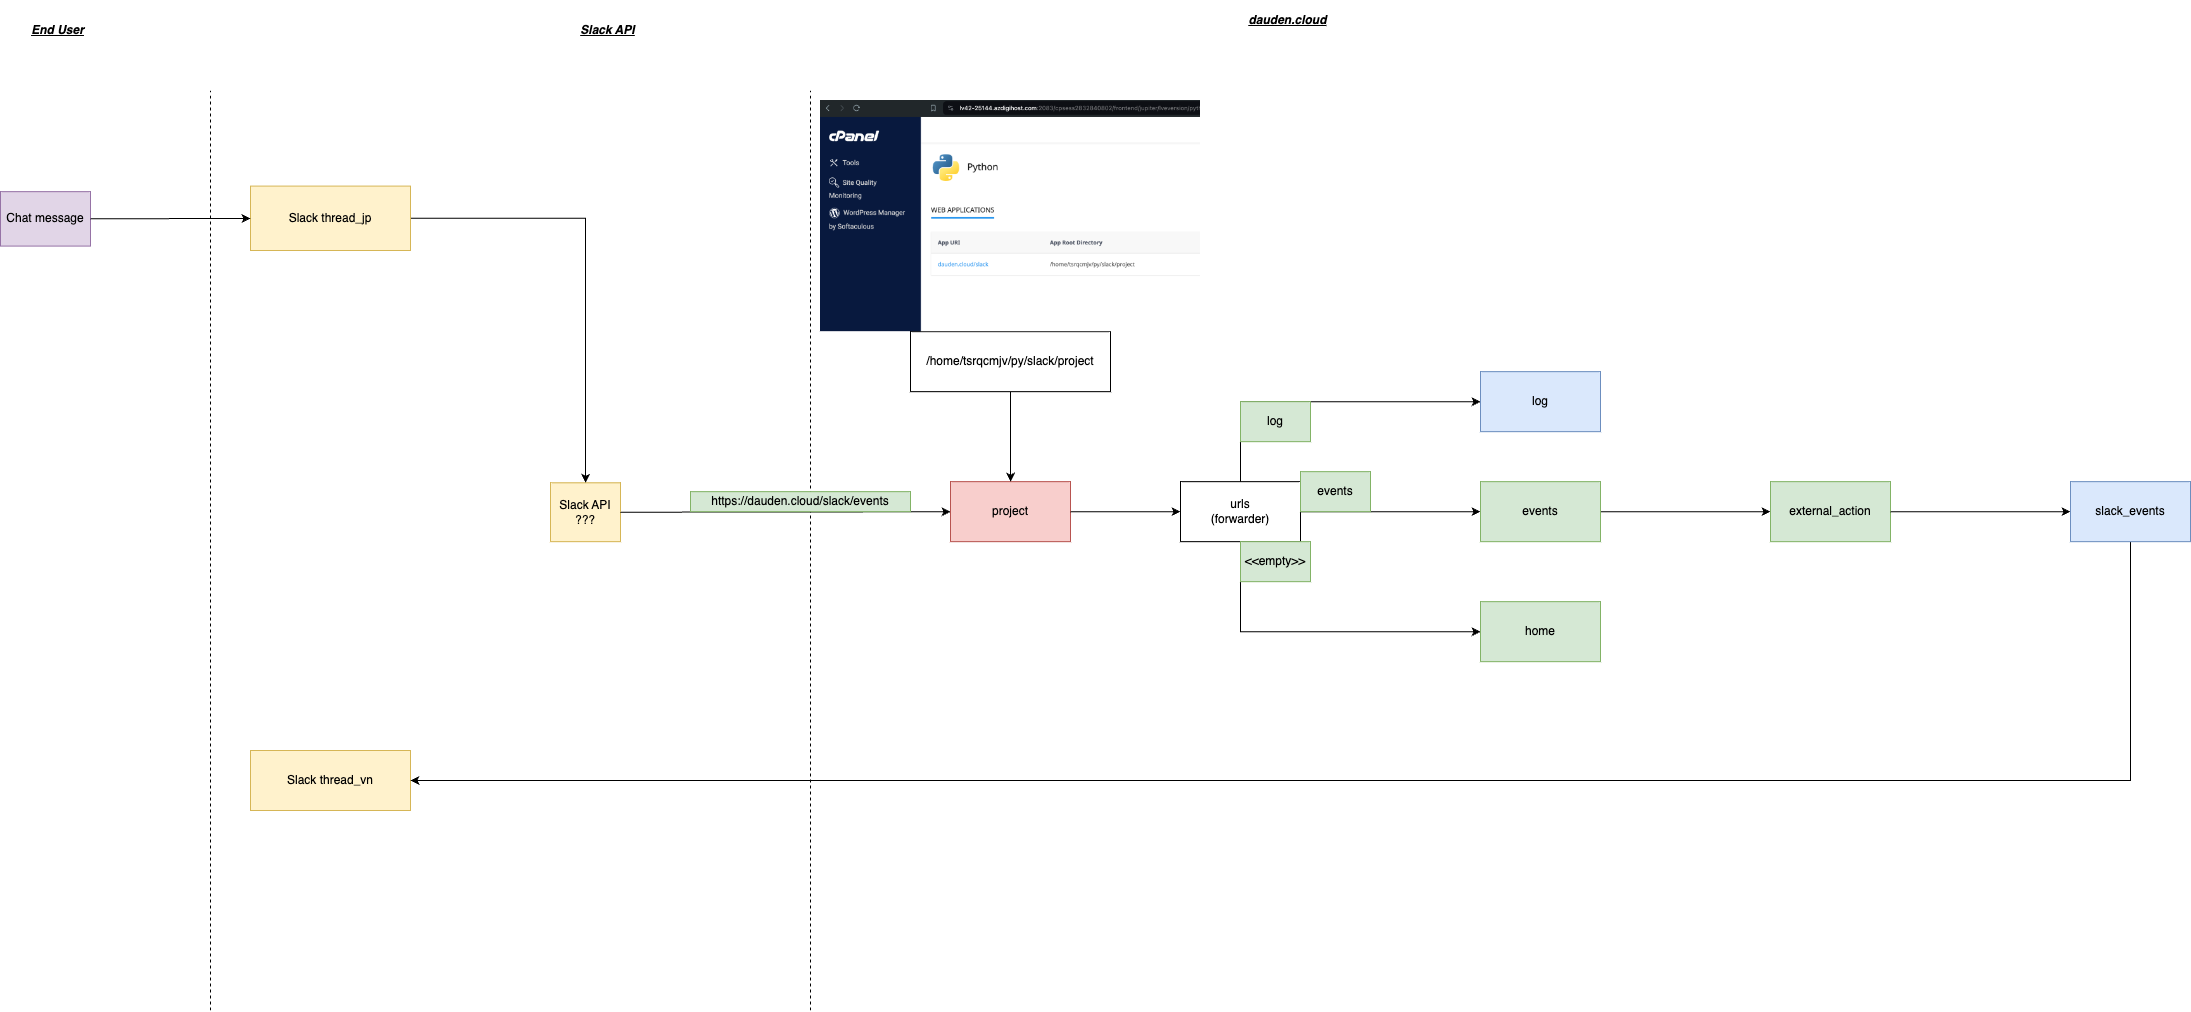 End User
Slack API
dauden.cloud
lv42-25144.azdigihost.com
cPanel
Tools
Site Quality
Monitoring
WordPress Manager
by Softaculous
Python
WEB APPLICATIONS
App URI
App Root Directory
dauden.cloud/slack
/home/tsrqcmjv/py/slack/project
Chat message
Slack thread_jp
/home/tsrqcmjv/py/slack/project
log
log
Slack API
???
https://dauden.cloud/slack/events
project
urls
(forwarder)
events
events
external_action
slack_events
<<empty>>
home
Slack thread_vn